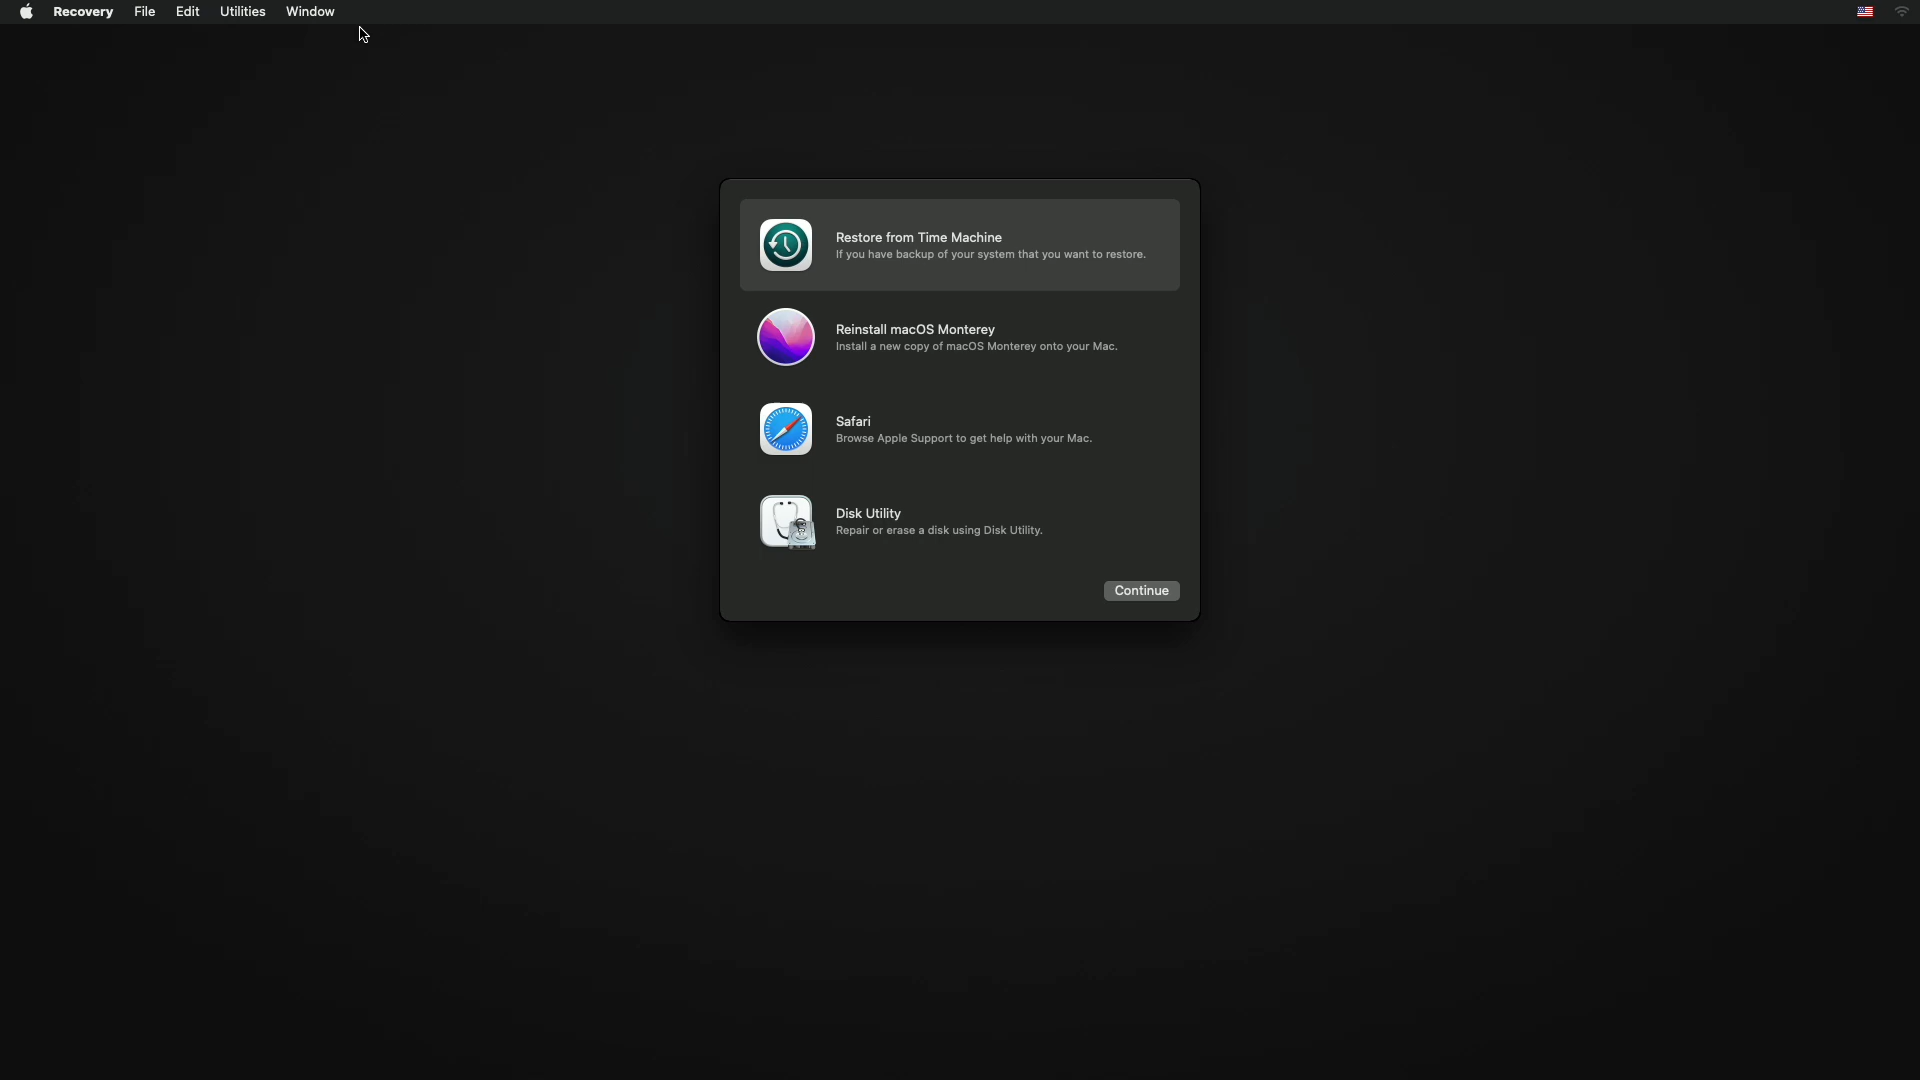 Recovery File Edit Utilities Window
Restore from Time Machine
If you have backup of your system that you want to restore.
Reinstall macOS Monterey
Install a new copy of macOS Monterey onto your Mac.
Safari
Browse Apple Support to get help with your Mac.
Disk Utility
Repair or erase a disk using Disk Utility.
Continue